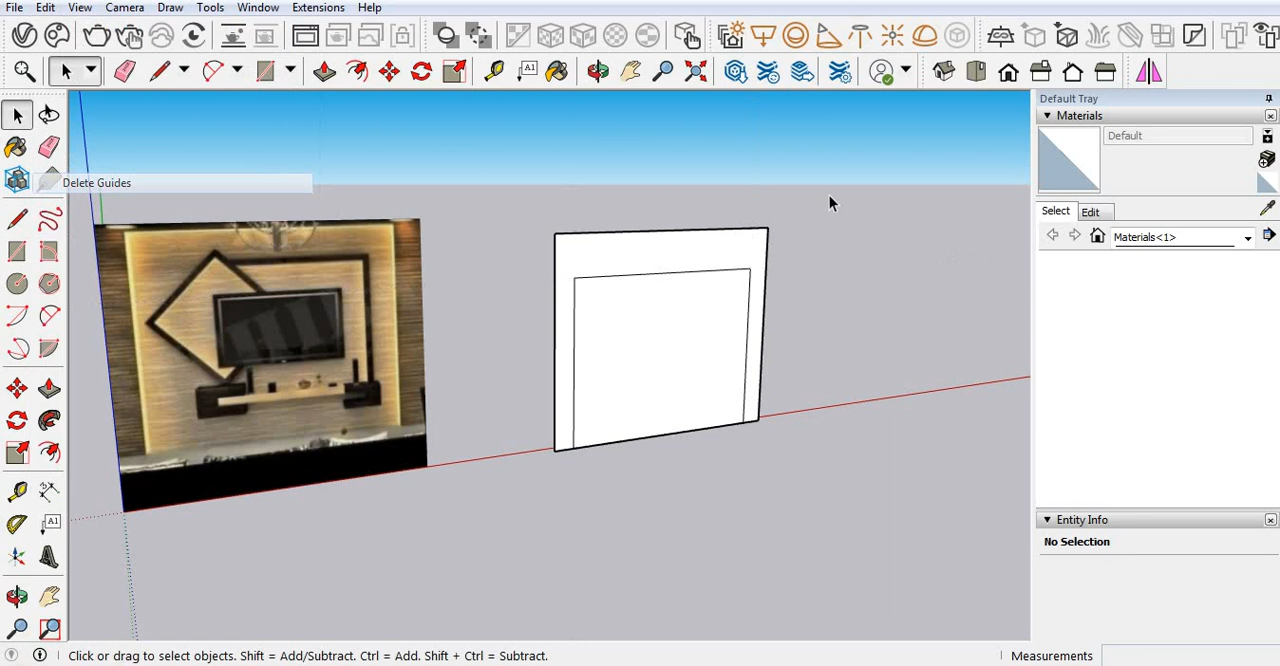 File Edit View Camera Draw Tools Window Extensions Help
A1
Default Tray
Materials
Default
Delete Guides
Select Edit
Materials<1>
A1
Entity Info
No Selection
Click or drag to select objects. Shift = Add/Subtract. Ctrl = Add. Shift + Ctrl = Subtract.
Measurements